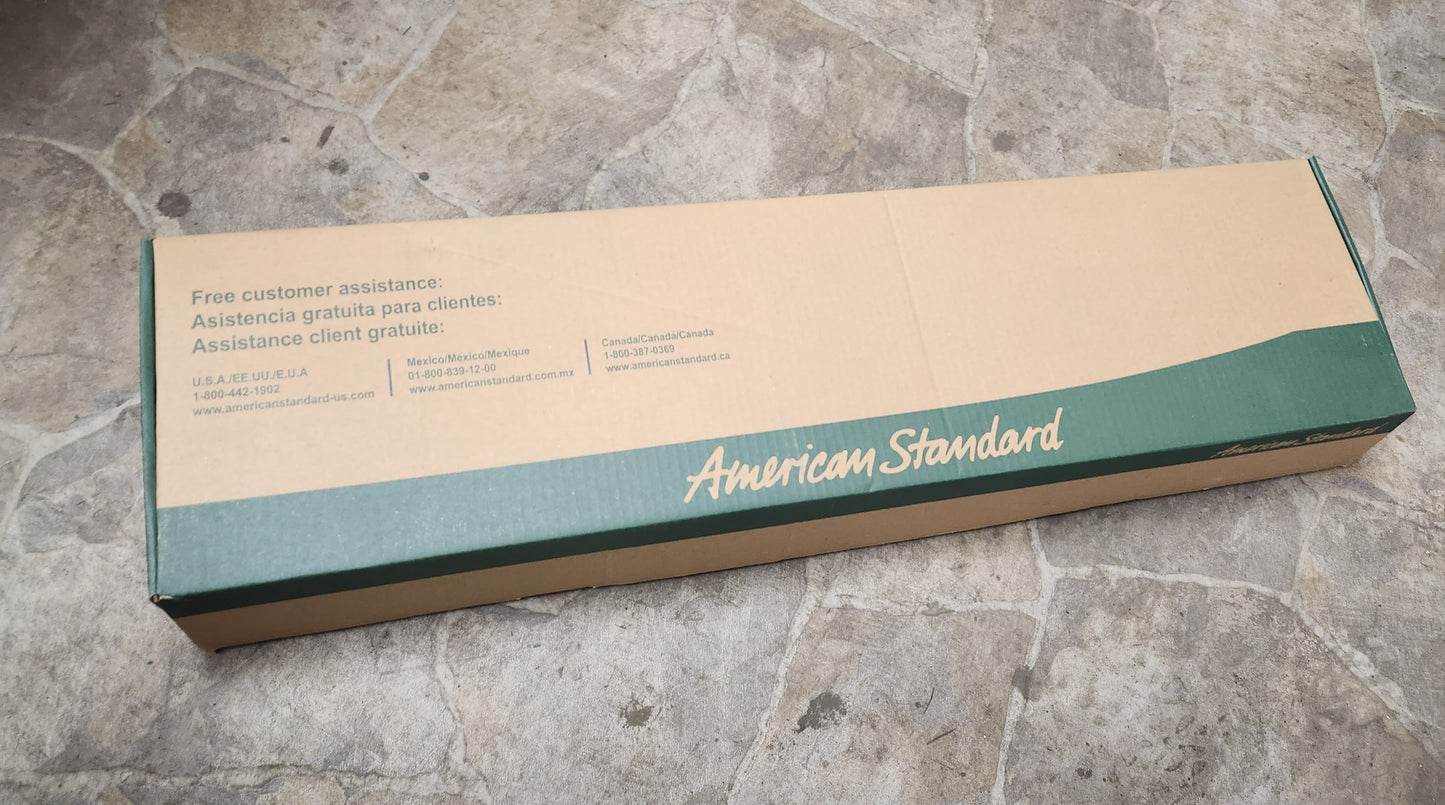 Free customer assistance:
Asistencia gratuita para clientes:
Assistance client gratuite:
U.S.A./EE.UU./E.U.A
1-800-442-1902
www.americanstandard-us.com
Mexico/México/Mexique
01-800-839-12-00
www.americanstandard.com.mx
Canada/Canadá/Canada
1-800-387-0369
www.americanstandard.ca
American Standard
American Standard